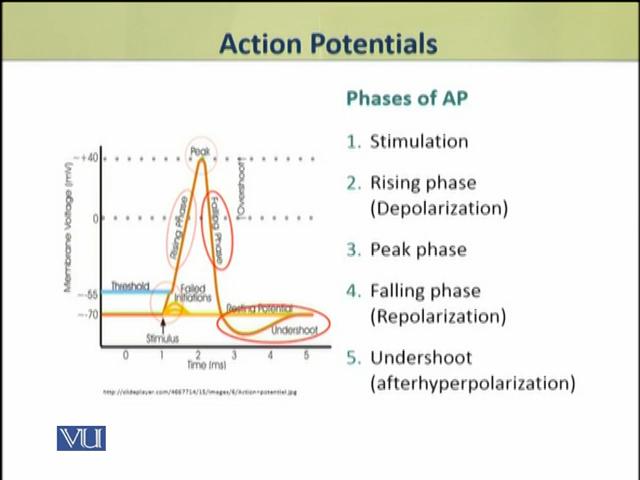 Action Potentials
Phases of AP
1. Stimulation
2. Rising phase
(Depolarization)
3. Peak phase
4. Falling phase
(Repolarization)
5. Undershoot
(afterhyperpolarization)
Membrane Voltage (mV)
+40
0
-55
-70
Peak
Overshoot
Rising Phase
Falling Phase
Threshold
Failed
Initiations
Resting Potential
Undershoot
Stimulus
0 1 2 3 4 5
Time (ms)
http://slideplayer.com/4667714/15/images/6/Action+potential.jpg
VU